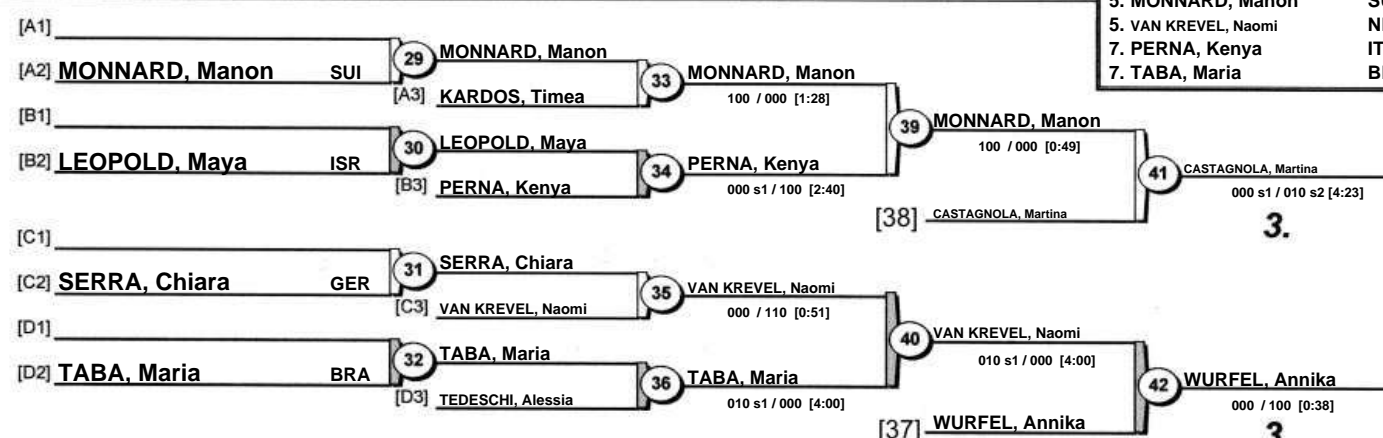 5. MONNARD, Manon
5. VAN KREVEL, Naomi
7. PERNA, Kenya
7. TABA, Maria
[A1]
[A2] MONNARD, Manon SUI
29
MONNARD, Manon
[A3] KARDOS, Timea
33
MONNARD, Manon
100 / 000 [1:28]
[B1]
[B2] LEOPOLD, Maya ISR
30
LEOPOLD, Maya
[B3] PERNA, Kenya
34
PERNA, Kenya
000 s1 / 100 [2:40]
39
MONNARD, Manon
100 / 000 [0:49]
[38] CASTAGNOLA, Martina
41
CASTAGNOLA, Martina
000 s1 / 010 s2 [4:23]
3.
[C1]
[C2] SERRA, Chiara GER
31
SERRA, Chiara
[C3] VAN KREVEL, Naomi
35
VAN KREVEL, Naomi
000 / 110 [0:51]
[D1]
[D2] TABA, Maria BRA
32
TABA, Maria
[D3] TEDESCHI, Alessia
36
TABA, Maria
010 s1 / 000 [4:00]
40
VAN KREVEL, Naomi
010 s1 / 000 [4:00]
[37] WURFEL, Annika
42
WURFEL, Annika
000 / 100 [0:38]
3.